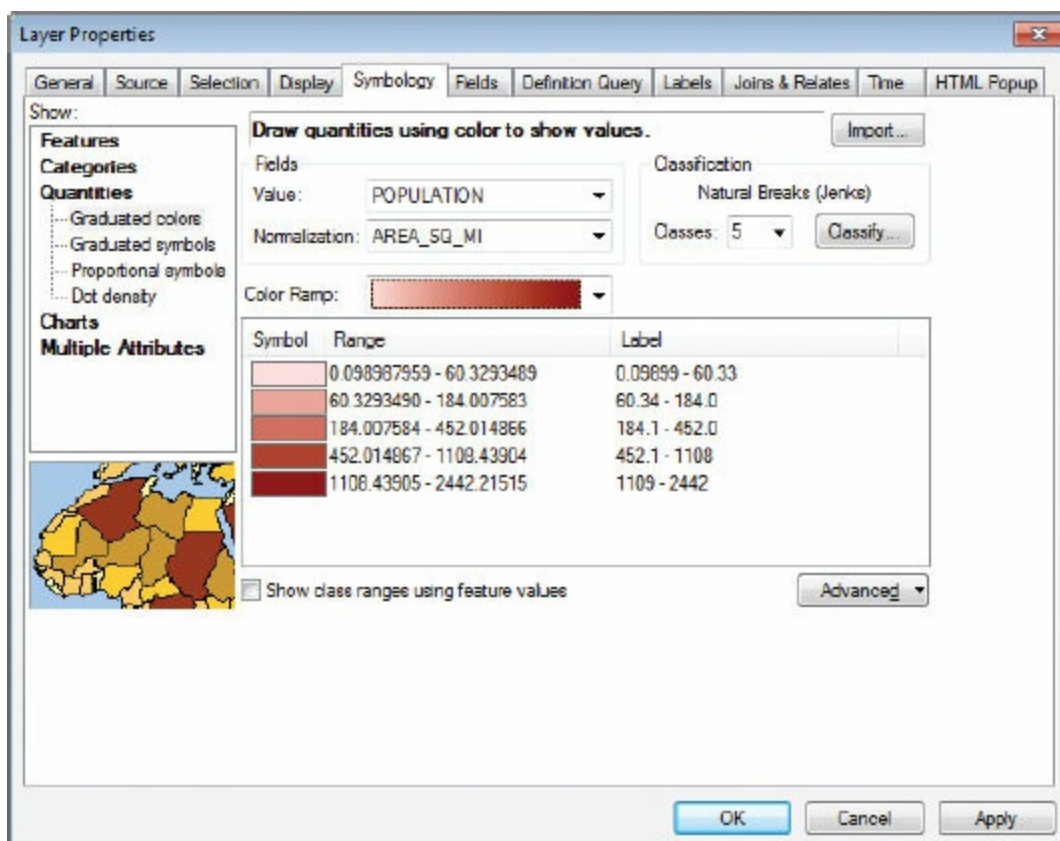 Layer Properties
General Source Selection Display Symbology Fields Definition Query Labels Joins & Relates Time HTML Popup
Show:
Features
Categories
Quantities
Graduated colors
Graduated symbols
Proportional symbols
Dot density
Charts
Multiple Attributes
Draw quantities using color to show values.
Import...
Fields
Value: POPULATION
Normalization: AREA_SQ_MI
Classification
Natural Breaks (Jenks)
Classes: 5 Classify...
Color Ramp:
Symbol Range Label
0.098987959 - 60.3293489 0.09899 - 60.33
60.3293490 - 184.007583 60.34 - 184.0
184.007584 - 452.014866 184.1 - 452.0
452.014867 - 1108.43904 452.1 - 1108
1108.43905 - 2442.21515 1109 - 2442
Show class ranges using feature values
Advanced
OK Cancel Apply